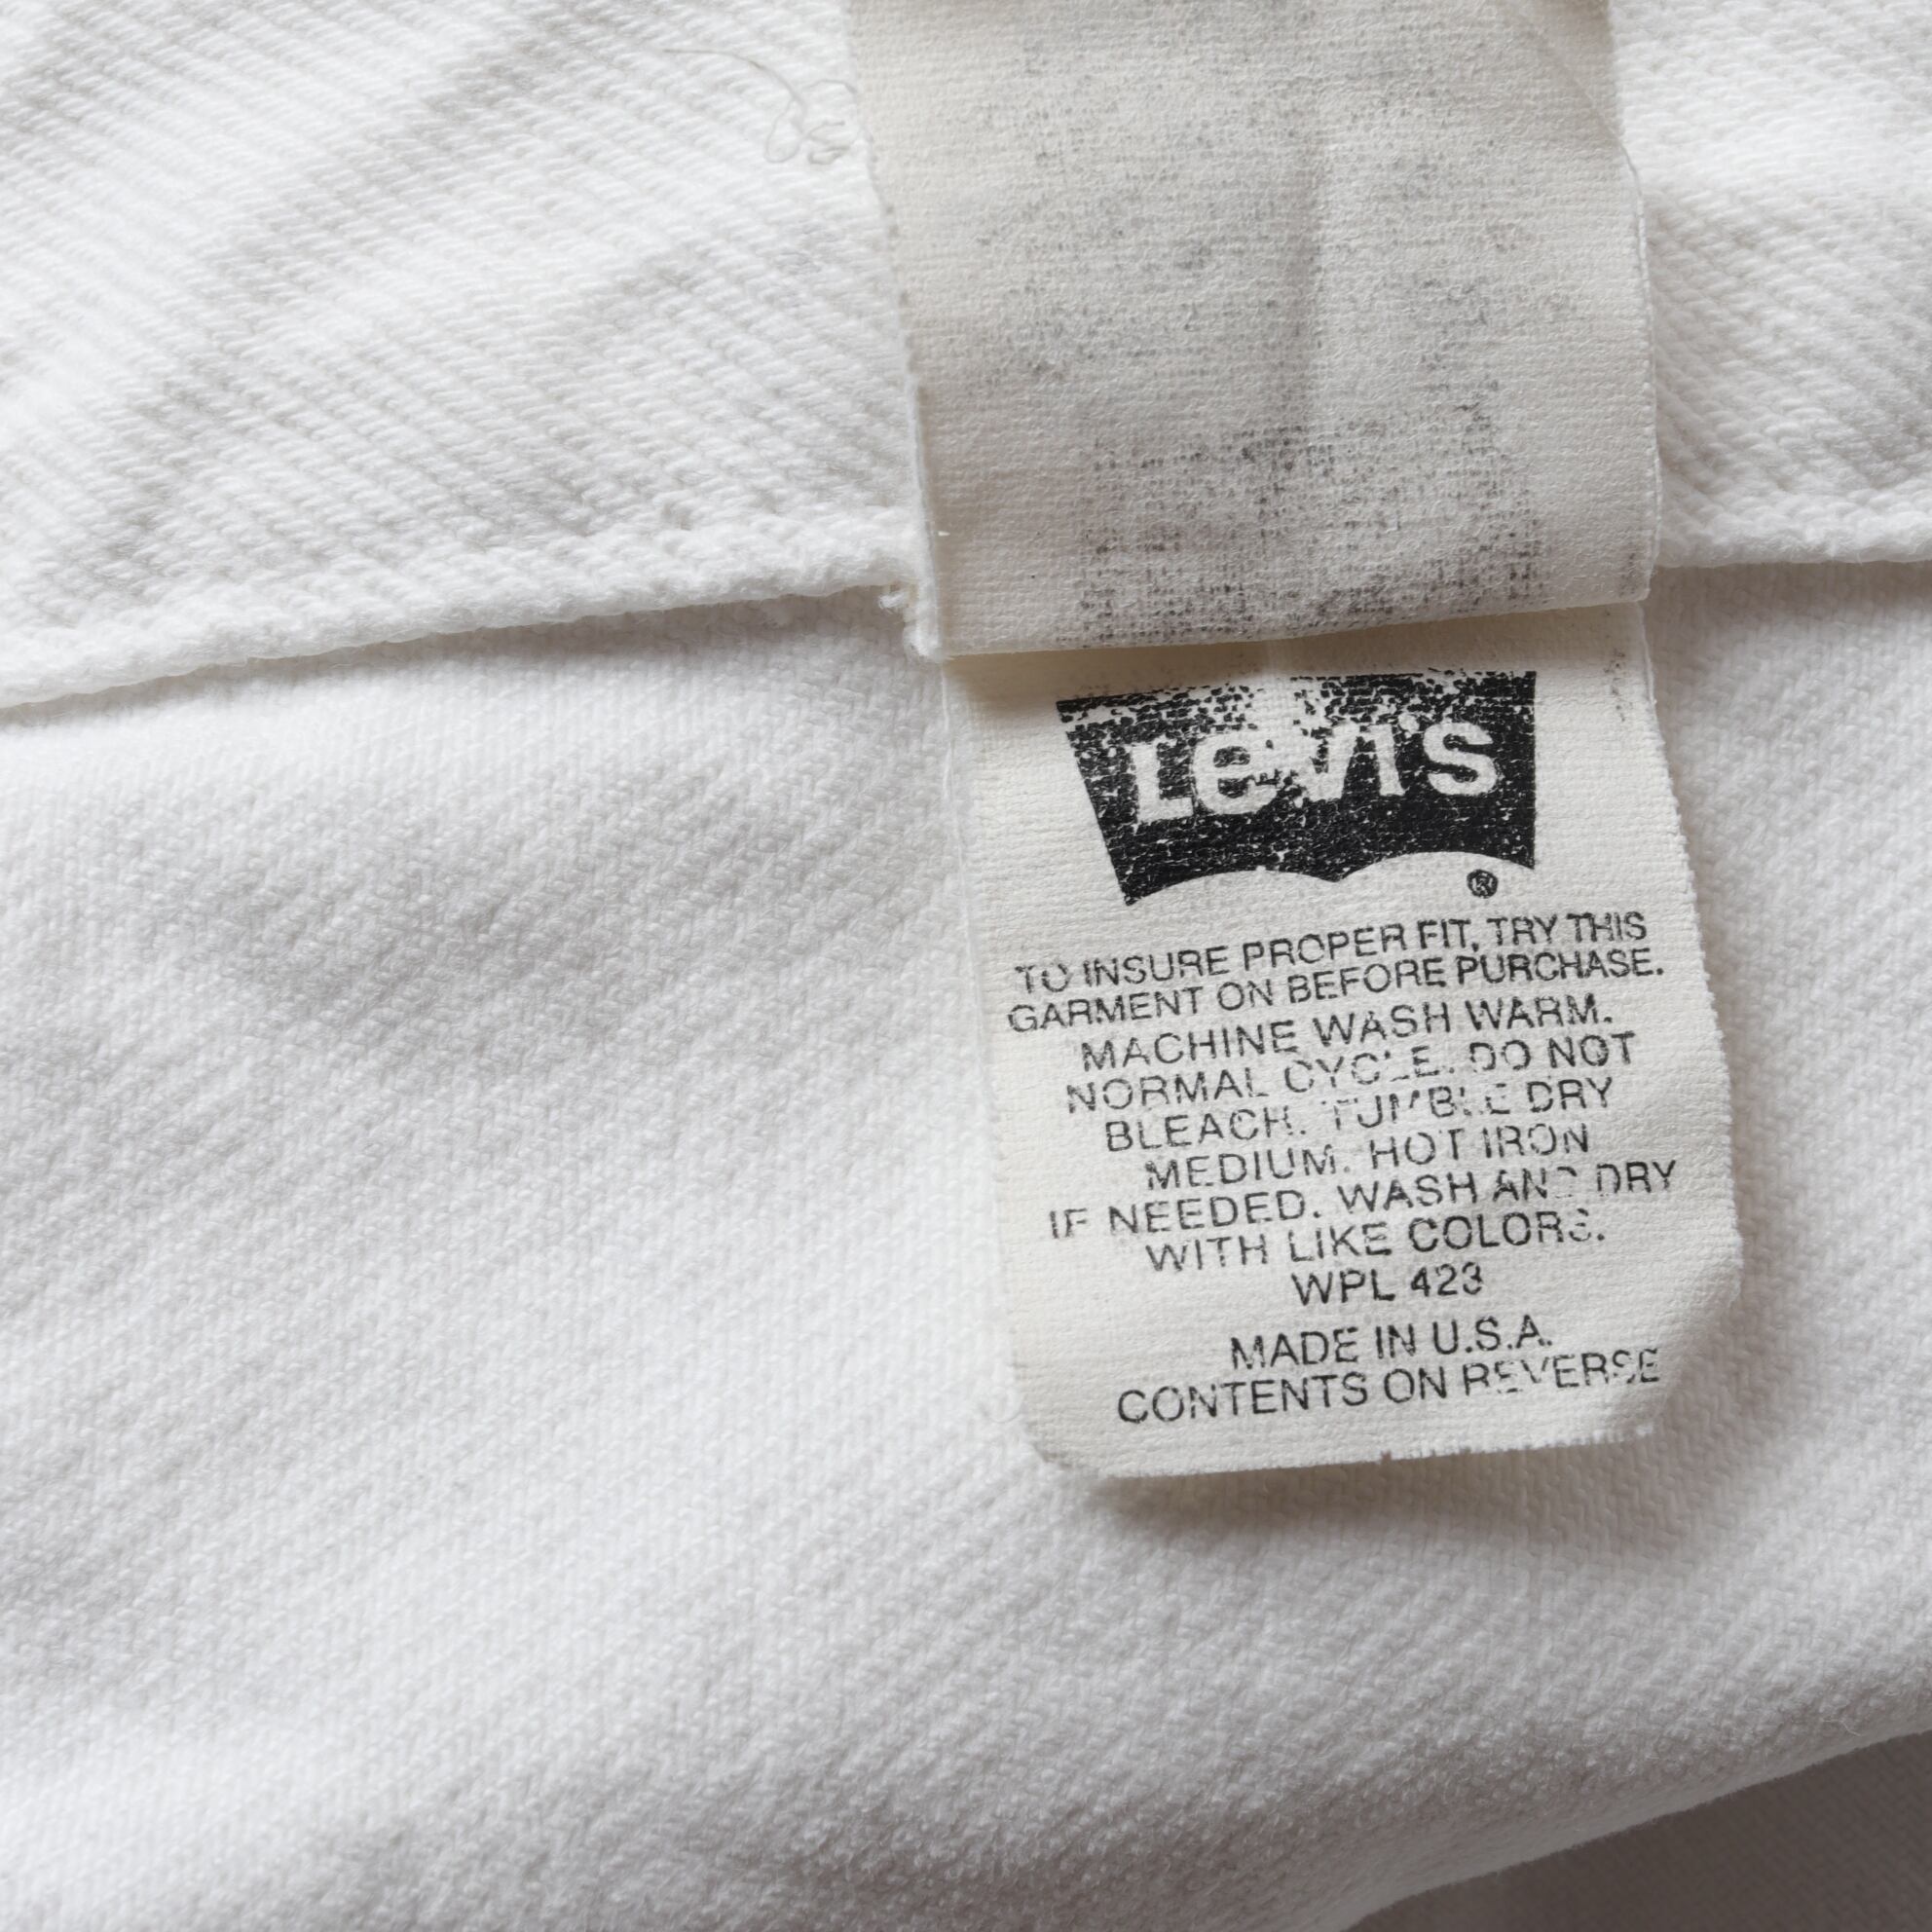 Levi's
®
TO INSURE PROPER FIT, TRY THIS
GARMENT ON BEFORE PURCHASE.
MACHINE WASH WARM.
NORMAL CYCLE. DO NOT
BLEACH. TUMBLE DRY
MEDIUM. HOT IRON
IF NEEDED. WASH AND DRY
WITH LIKE COLORS.
WPL 423
MADE IN U.S.A.
CONTENTS ON REVERSE